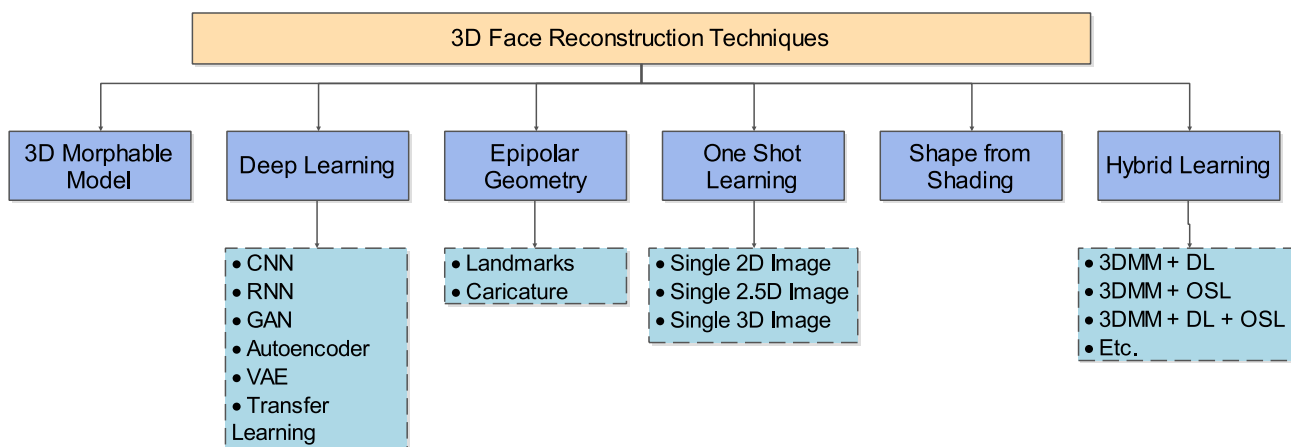 3D Face Reconstruction Techniques
3D Morphable
Model
Deep Learning
Epipolar
Geometry
One Shot
Learning
Shape from
Shading
Hybrid Learning
• CNN
• RNN
• GAN
• Autoencoder
• VAE
• Transfer
Learning
• Landmarks
• Caricature
• Single 2D Image
• Single 2.5D Image
• Single 3D Image
• 3DMM + DL
• 3DMM + OSL
• 3DMM + DL + OSL
• Etc.